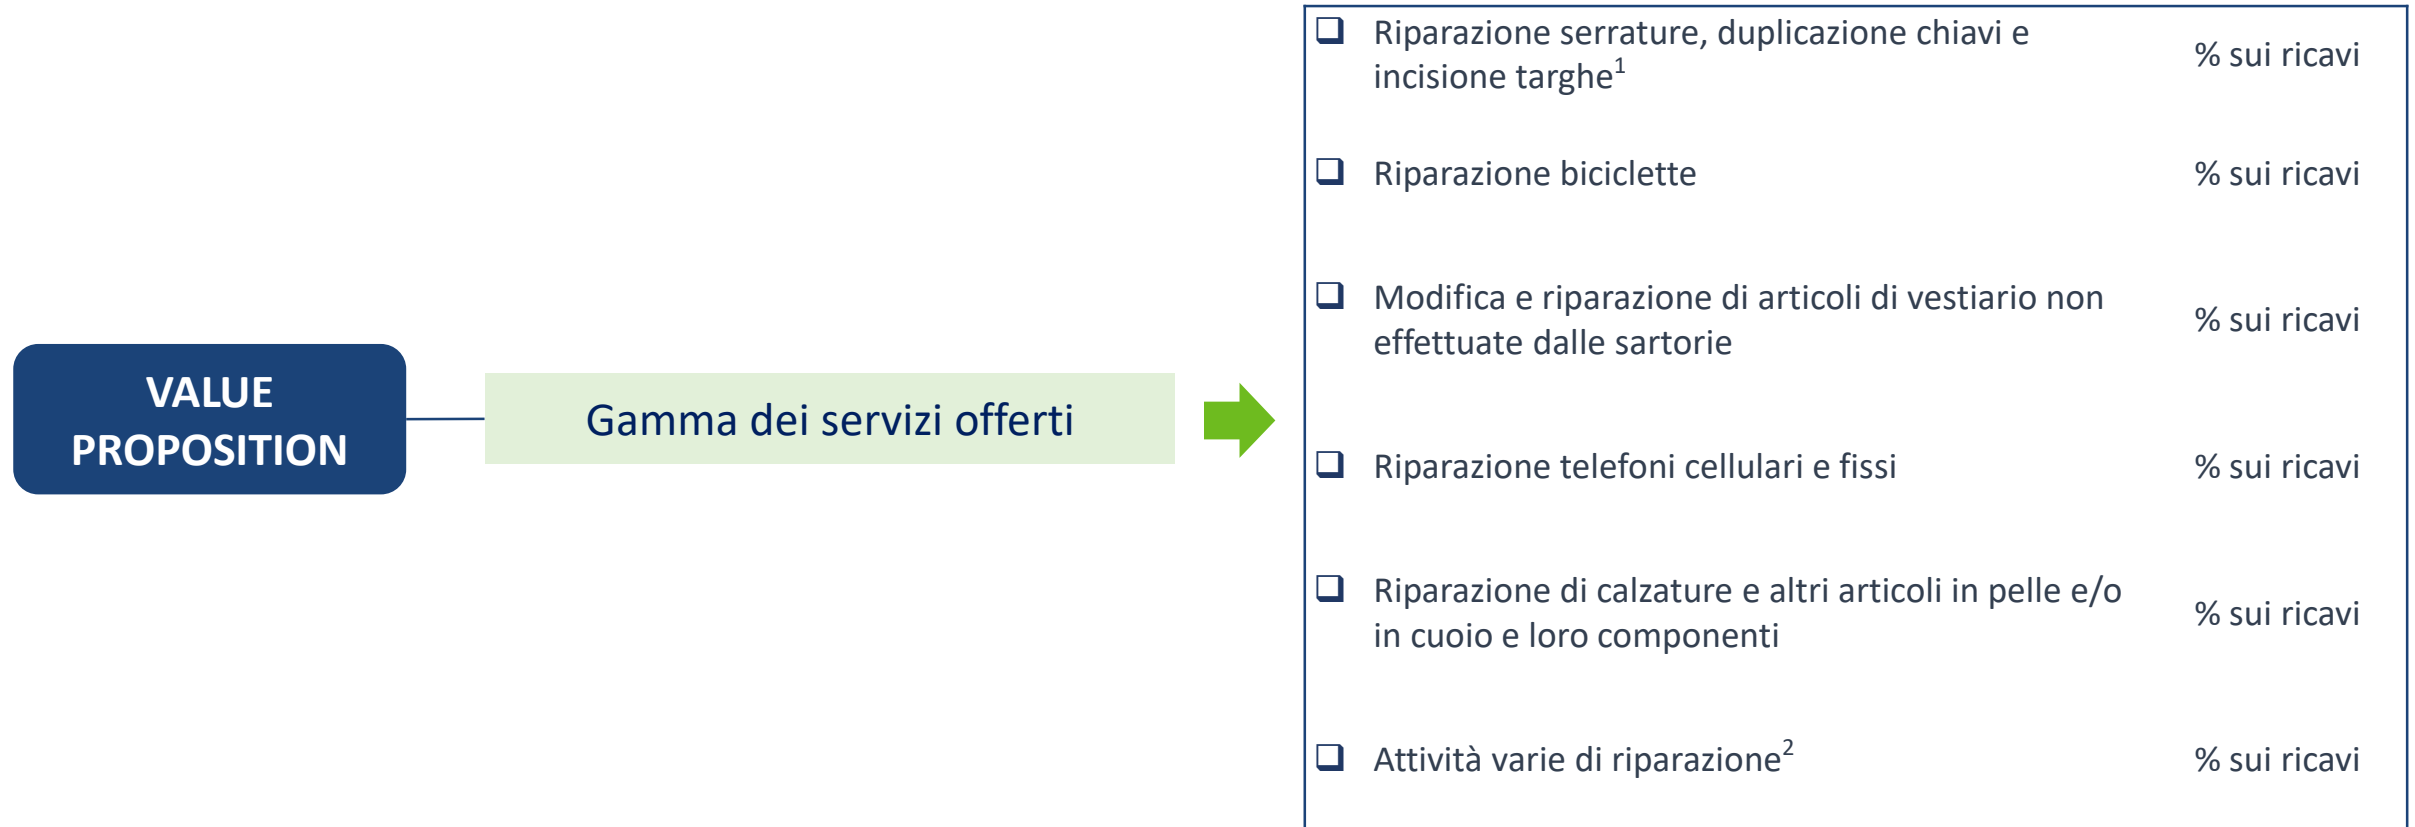 Riparazione serrature, duplicazione chiavi e
incisione targhe1
% sui ricavi
Riparazione biciclette
% sui ricavi
Modifica e riparazione di articoli di vestiario non
effettuate dalle sartorie
% sui ricavi
VALUE
PROPOSITION
Gamma dei servizi offerti
Riparazione telefoni cellulari e fissi
% sui ricavi
Riparazione di calzature e altri articoli in pelle e/o
in cuoio e loro componenti
% sui ricavi
Attività varie di riparazione2
% sui ricavi